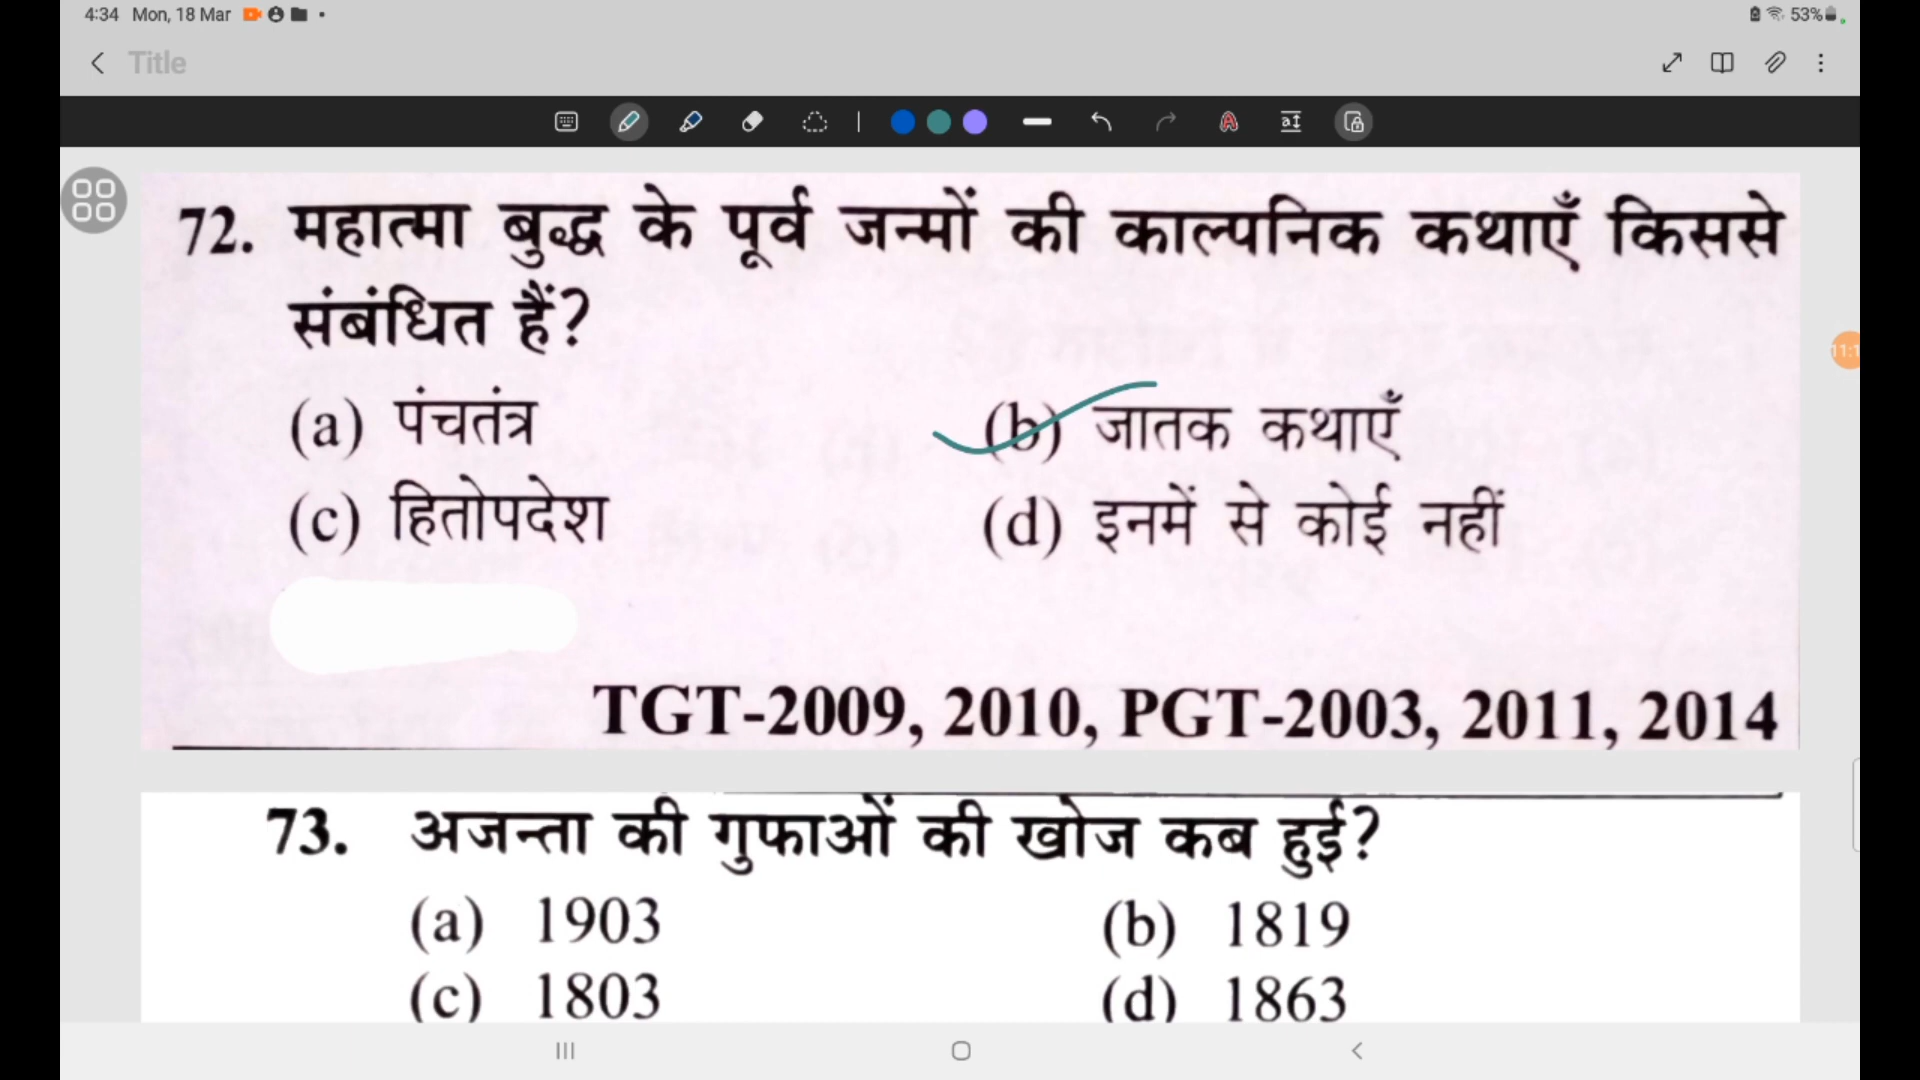 4:34 Mon, 18 Mar
53%
Title
72. महात्मा बुद्ध के पूर्व जन्मों की काल्पनिक कथाएँ किससे
संबंधित हैं?
(a) पंचतंत्र (b) जातक कथाएँ
(c) हितोपदेश (d) इनमें से कोई नहीं
TGT-2009, 2010, PGT-2003, 2011, 2014
73. अजन्ता की गुफाओं की खोज कब हुई?
(a) 1903 (b) 1819
(c) 1803 (d) 1863